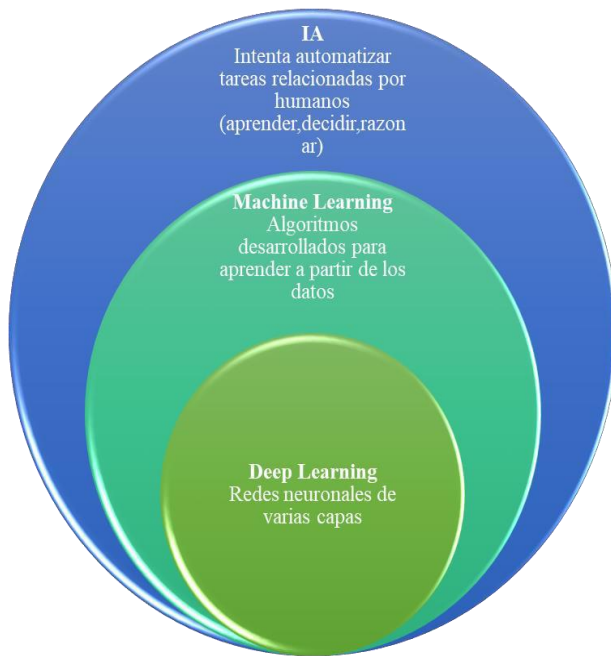 IA
Intenta automatizar
tareas relacionadas por
humanos
(aprender,decidir,razon
ar)
Machine Learning
Algoritmos
desarrollados para
aprender a partir de los
datos
Deep Learning
Redes neuronales de
varias capas